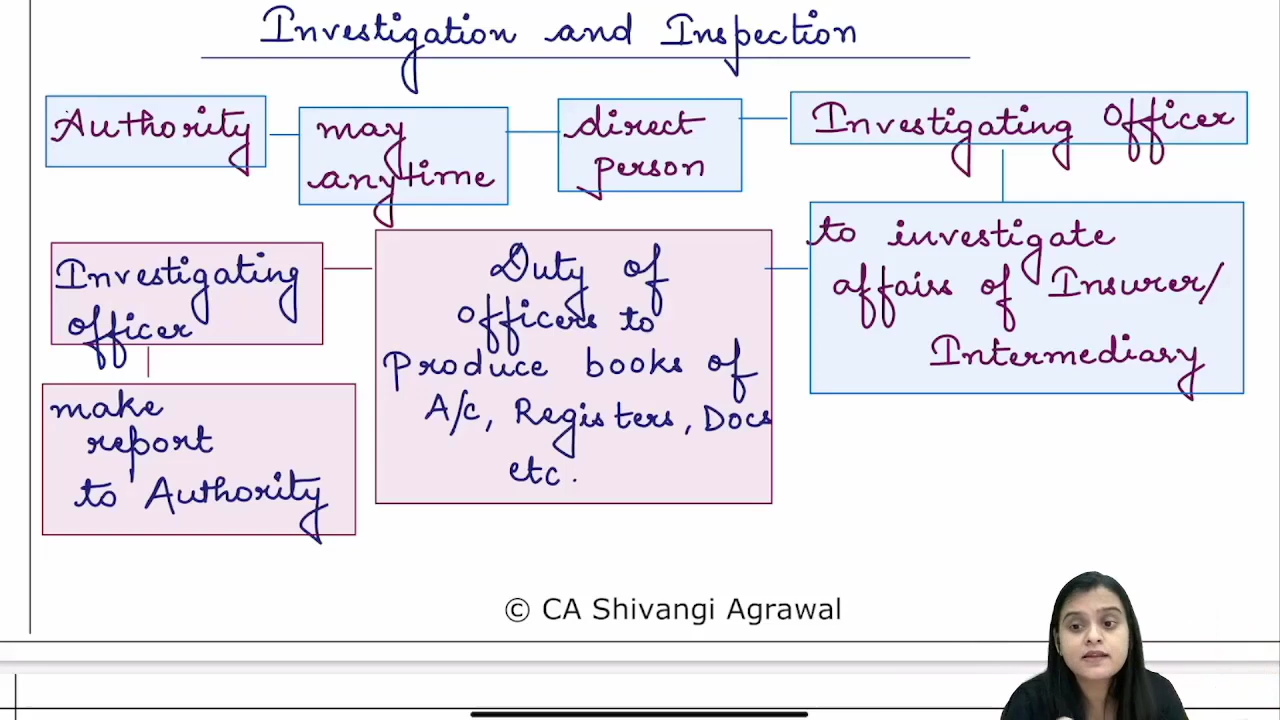 Investigation and Inspection
Authority
may
anytime
direct
person
Investigating Officer
to investigate
affairs of Insurer/
Intermediary
Duty of
officers to
Produce books of
A/c, Registers, Docs
etc.
Investigating
officer
make
report
to Authority
© CA Shivangi Agrawal